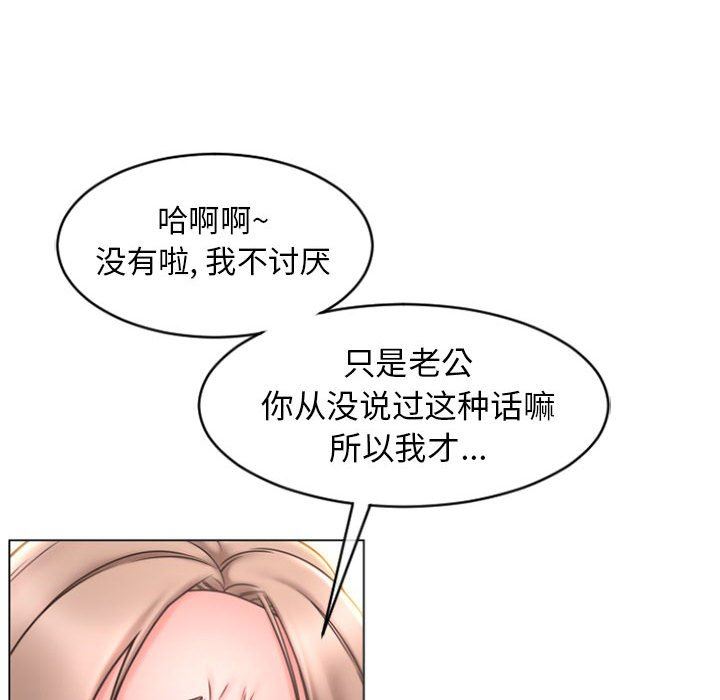 哈啊啊~
没有啦, 我不讨厌
只是老公
你从没说过这种话嘛
所以我才...